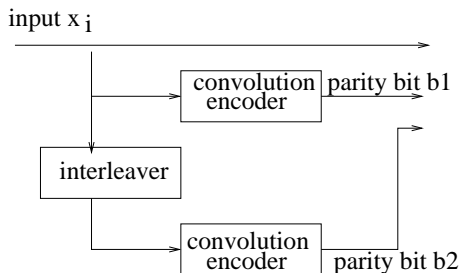 input x i
convolution
encoder
parity bit b1
interleaver
convolution
encoder
parity bit b2